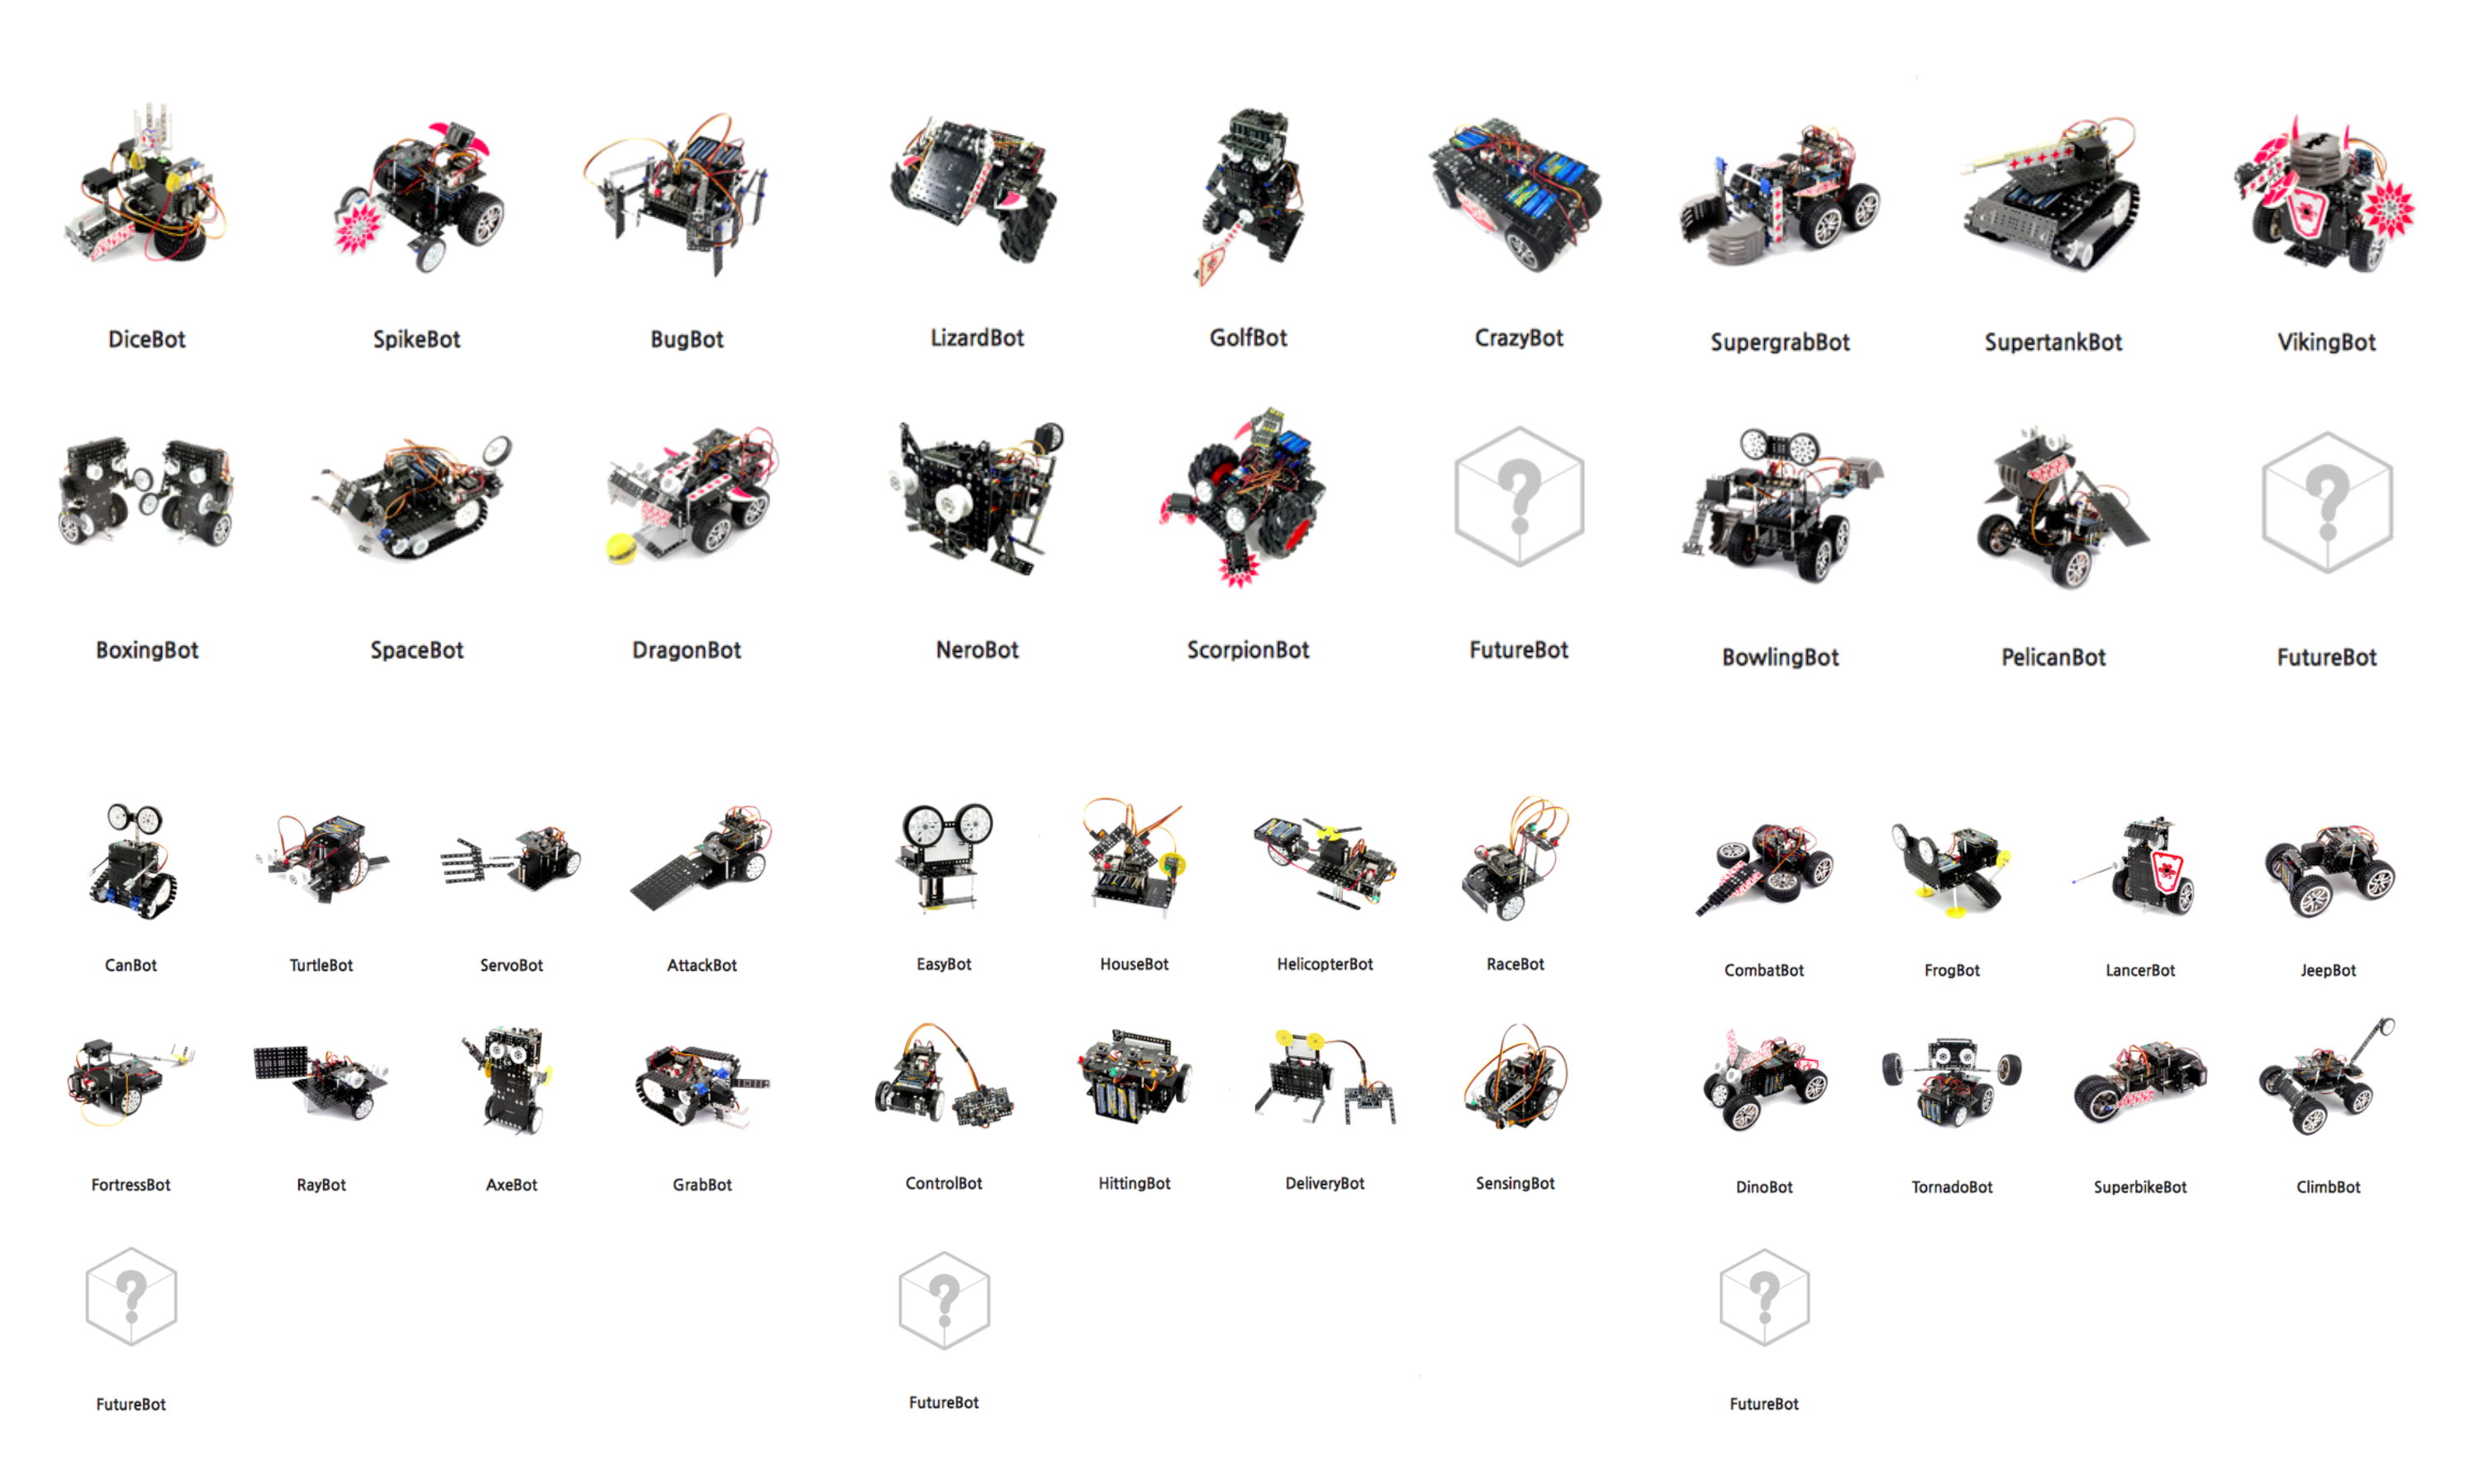 DiceBot
SpikeBot
BugBot
LizardBot
GolfBot
CrazyBot
SupergrabBot
SupertankBot
VikingBot
BoxingBot
SpaceBot
DragonBot
NeroBot
ScorpionBot
FutureBot
BowlingBot
PelicanBot
FutureBot
CanBot
TurtleBot
ServoBot
AttackBot
EasyBot
HouseBot
HelicopterBot
RaceBot
CombatBot
FrogBot
LancerBot
JeepBot
FortressBot
RayBot
AxeBot
GrabBot
ControlBot
HittingBot
DeliveryBot
SensingBot
DinoBot
TornadoBot
SuperbikeBot
ClimbBot
FutureBot
FutureBot
FutureBot